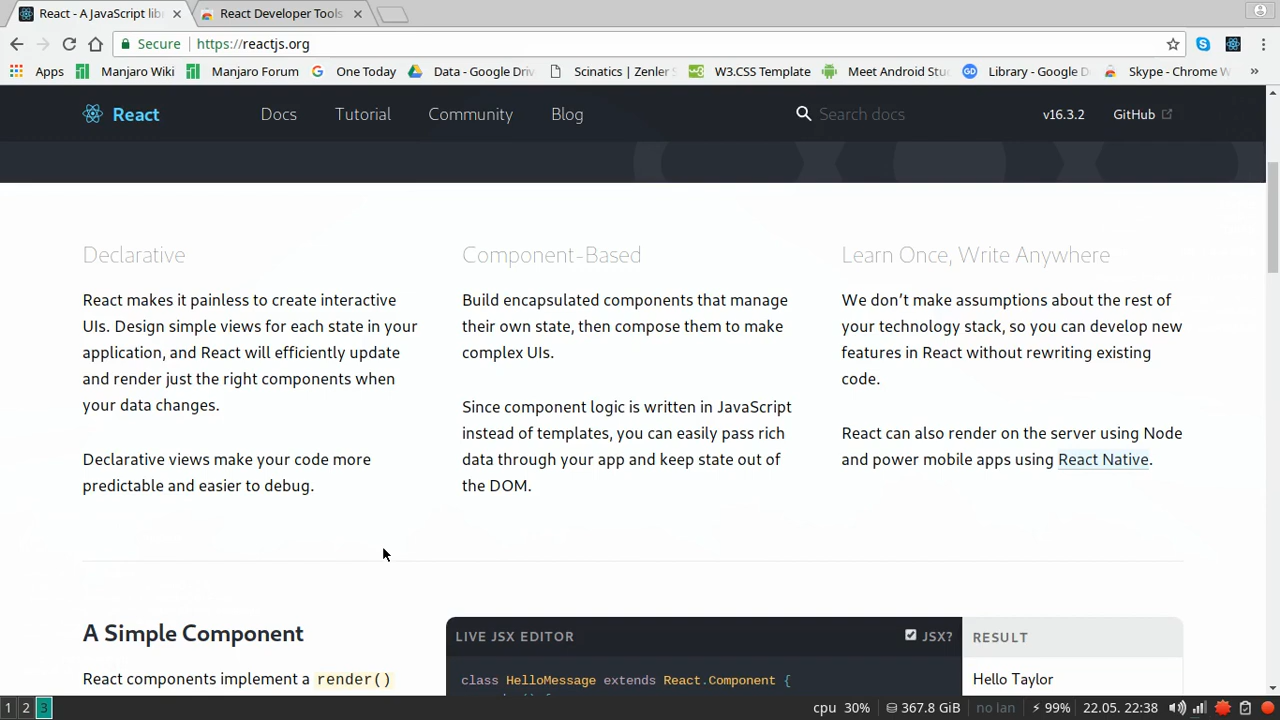 React - A JavaScript lib
React Developer Tools
Secure https://reactjs.org
Apps Manjaro Wiki Manjaro Forum One Today Data - Google Driv Scinatics | Zenler S W3.CSS Template Meet Android Stu Library - Google D Skype - Chrome W »
React Docs Tutorial Community Blog Search docs v16.3.2 GitHub
Declarative
React makes it painless to create interactive
UIs. Design simple views for each state in your
application, and React will efficiently update
and render just the right components when
your data changes.
Declarative views make your code more
predictable and easier to debug.
Component-Based
Build encapsulated components that manage
their own state, then compose them to make
complex UIs.
Since component logic is written in JavaScript
instead of templates, you can easily pass rich
data through your app and keep state out of
the DOM.
Learn Once, Write Anywhere
We don’t make assumptions about the rest of
your technology stack, so you can develop new
features in React without rewriting existing
code.
React can also render on the server using Node
and power mobile apps using React Native.
A Simple Component
React components implement a render()
LIVE JSX EDITOR JSX?
class HelloMessage extends React.Component {
RESULT
Hello Taylor
1 2 3 cpu 30% 367.8 GiB no lan ⚡ 99% 22.05. 22:38